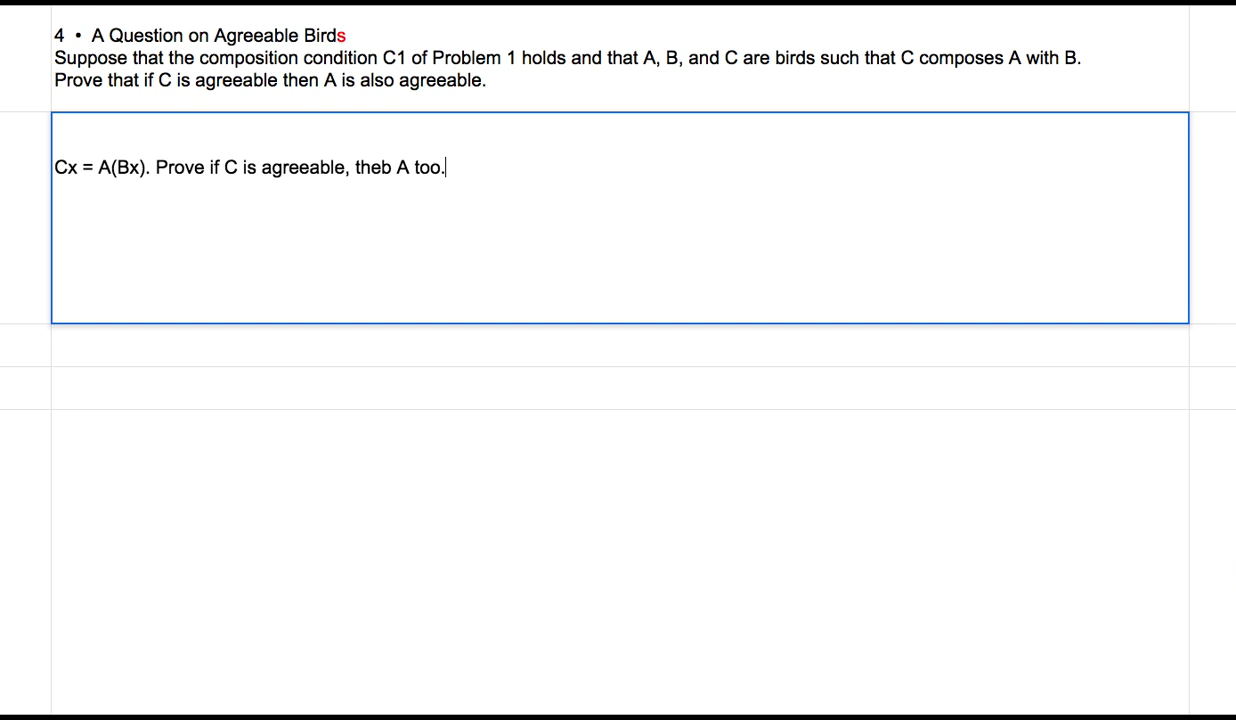 4 • A Question on Agreeable Birds
Suppose that the composition condition C1 of Problem 1 holds and that A, B, and C are birds such that C composes A with B.
Prove that if C is agreeable then A is also agreeable.
Cx = A(Bx). Prove if C is agreeable, theb A too.